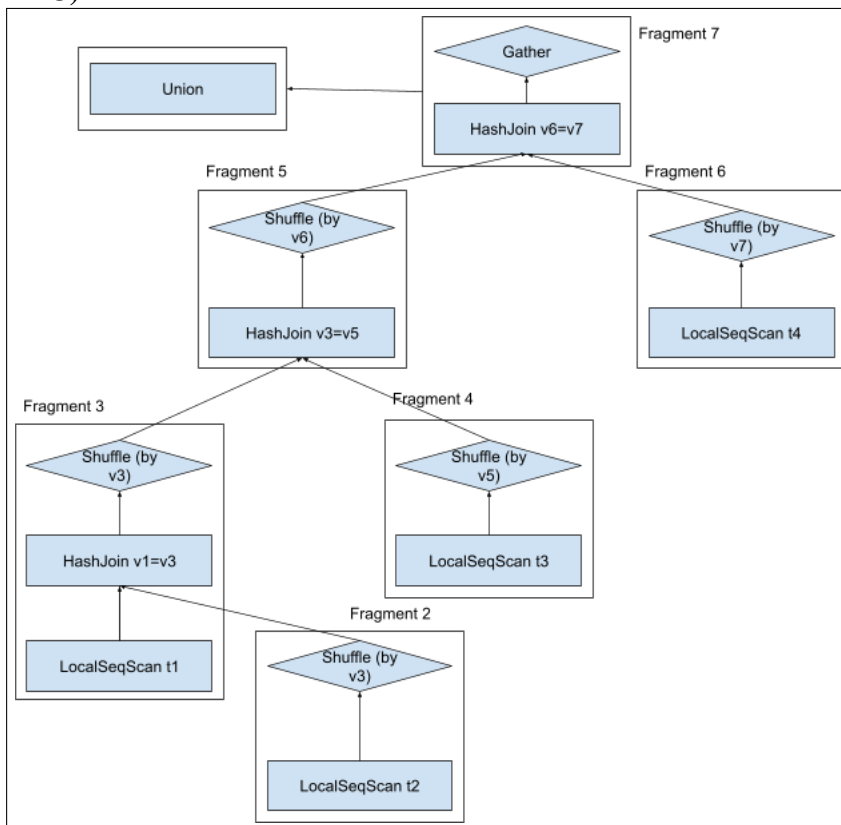 Fragment 7
Gather
Union
HashJoin v6=v7
Fragment 5
Fragment 6
Shuffle (by
v6)
Shuffle (by
v7)
HashJoin v3=v5
LocalSeqScan t4
Fragment 3
Fragment 4
Shuffle (by
v3)
Shuffle (by
v5)
HashJoin v1=v3
LocalSeqScan t3
Fragment 2
LocalSeqScan t1
Shuffle (by
v3)
LocalSeqScan t2